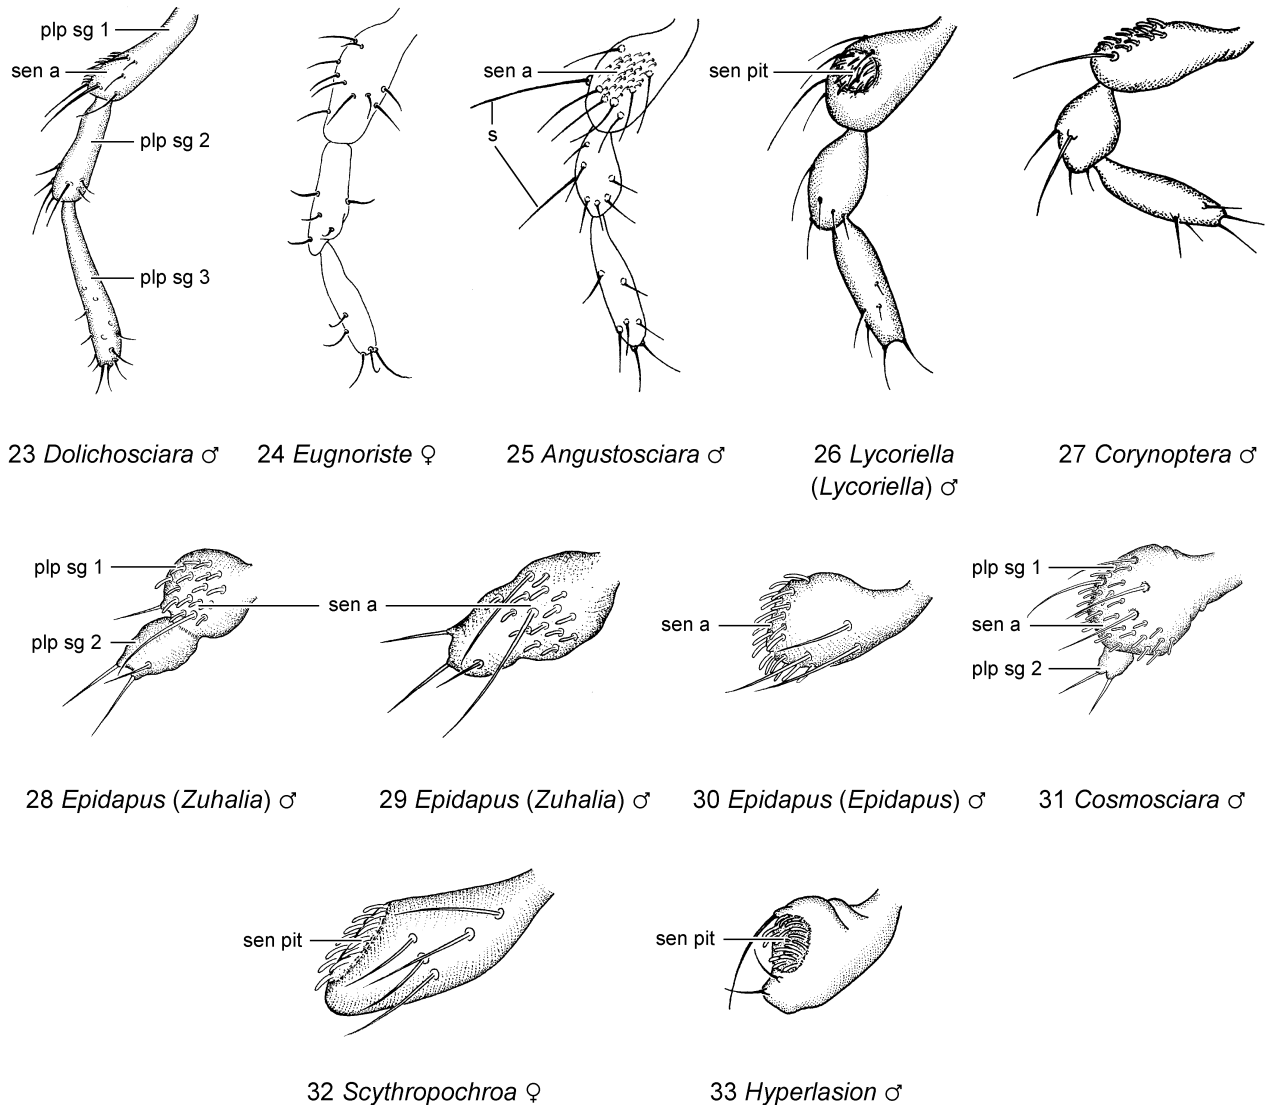 plp sg 1
sen a
plp sg 2
plp sg 3
sen a
s
sen pit
23 Dolichosciara ♂
24 Eugnoriste ♀
25 Angustosciara ♂
26 Lycoriella
(Lycoriella) ♂
27 Corynoptera ♂
plp sg 1
plp sg 2
sen a
sen a
plp sg 1
sen a
plp sg 2
28 Epidapus (Zuhalia) ♂
29 Epidapus (Zuhalia) ♂
30 Epidapus (Epidapus) ♂
31 Cosmosciara ♂
sen pit
sen pit
32 Scythropochroa ♀
33 Hyperlasion ♂